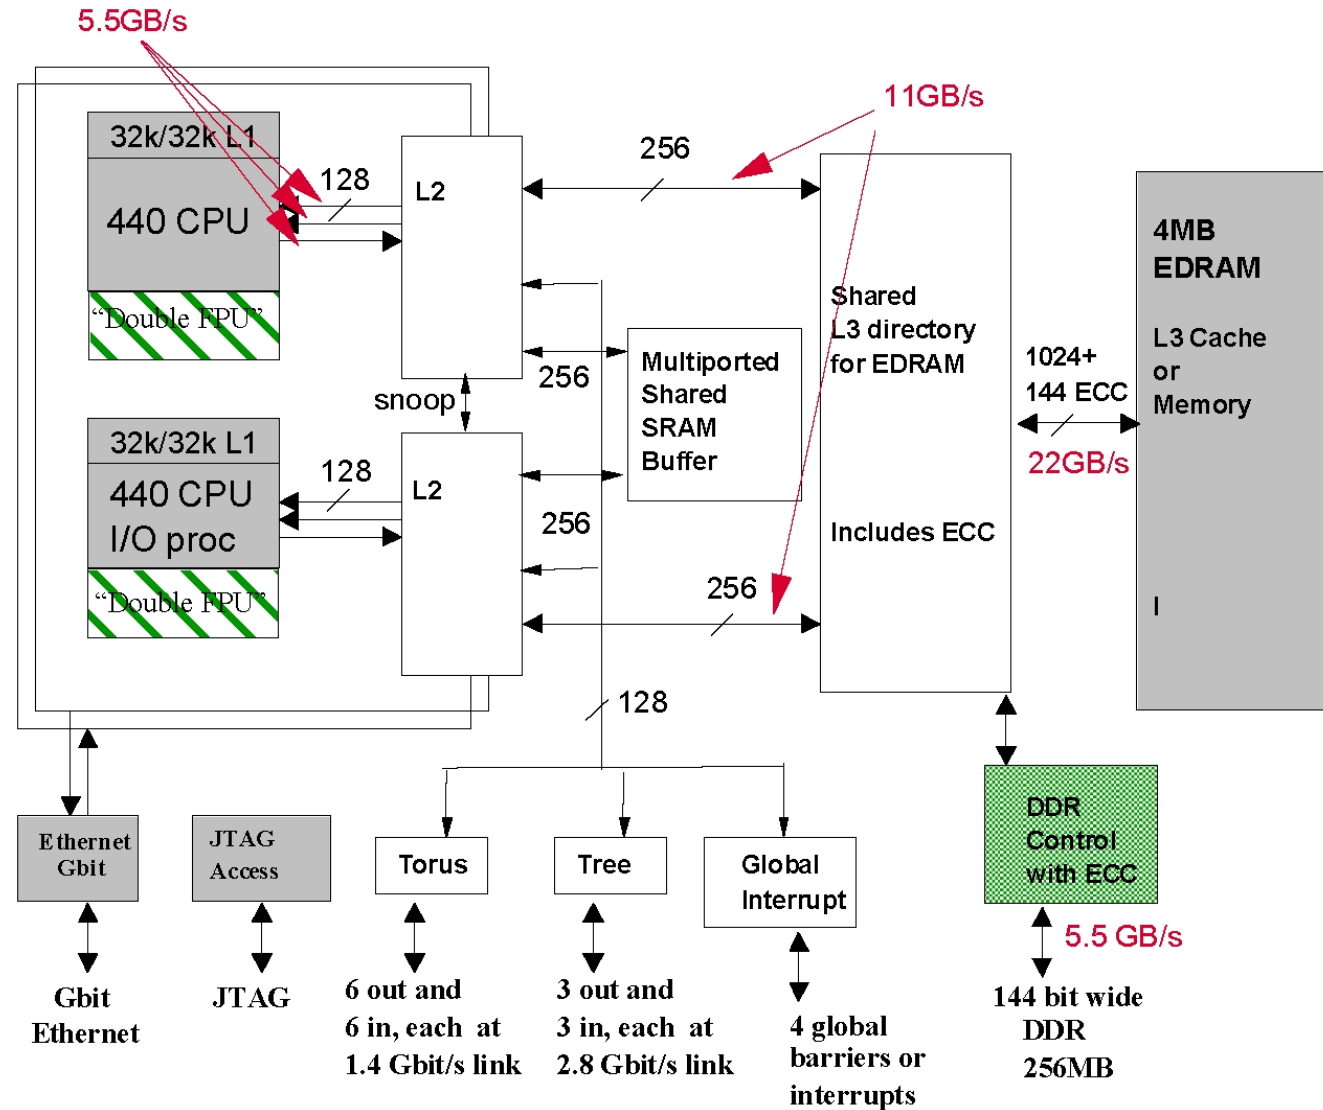 5.5GB/s
11GB/s
32k/32k L1
440 CPU
“Double FPU”
128
L2
256
4MB
EDRAM
L3 Cache
or
Memory
I
Shared
L3 directory
for EDRAM
Includes ECC
1024+
144 ECC
22GB/s
256
Multiported
Shared
SRAM
Buffer
snoop
32k/32k L1
440 CPU
I/O proc
“Double FPU”
128
L2
256
256
128
Ethernet
Gbit
JTAG
Access
Torus
Tree
Global
Interrupt
DDR
Control
with ECC
5.5 GB/s
Gbit
Ethernet
JTAG
6 out and
6 in, each at
1.4 Gbit/s link
3 out and
3 in, each at
2.8 Gbit/s link
4 global
barriers or
interrupts
144 bit wide
DDR
256MB